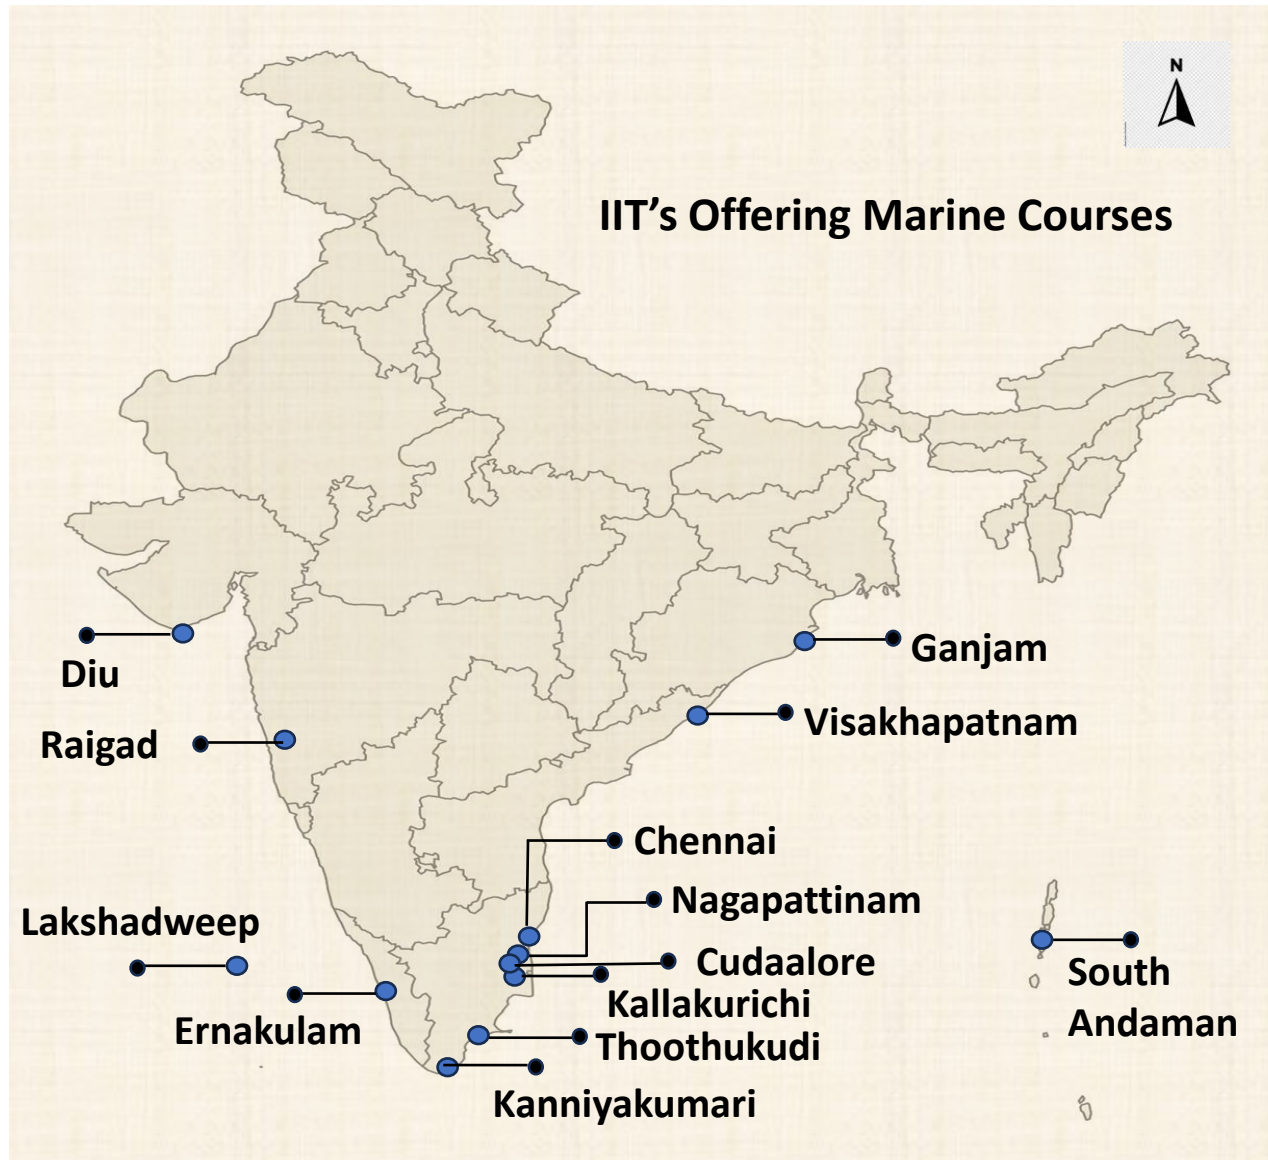 N
IIT's Offering Marine Courses
Diu
Ganjam
Visakhapatnam
Raigad
Chennai
Nagapattinam
Lakshadweep
Cudaalore
Kallakurichi
South
Andaman
Ernakulam
Thoothukudi
Kanniyakumari